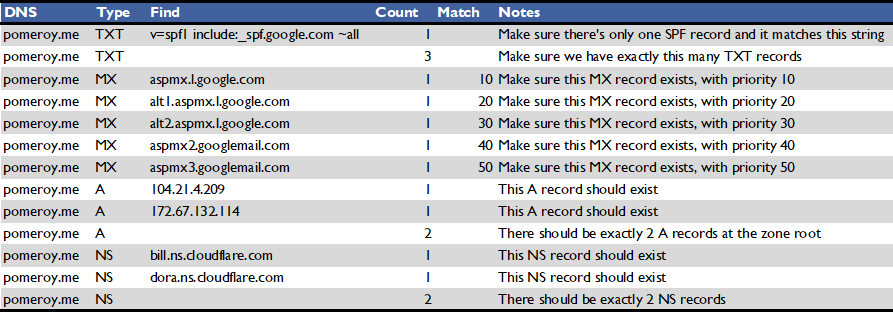 DNS Type Find Count Match Notes
pomeroy.me TXT v=spf1 include:_spf.google.com ~all 1 Make sure there's only one SPF record and it matches this string
pomeroy.me TXT 3 Make sure we have exactly this many TXT records
pomeroy.me MX aspmx.l.google.com 1 10 Make sure this MX record exists, with priority 10
pomeroy.me MX alt1.aspmx.l.google.com 1 20 Make sure this MX record exists, with priority 20
pomeroy.me MX alt2.aspmx.l.google.com 1 30 Make sure this MX record exists, with priority 30
pomeroy.me MX aspmx2.googlemail.com 1 40 Make sure this MX record exists, with priority 40
pomeroy.me MX aspmx3.googlemail.com 1 50 Make sure this MX record exists, with priority 50
pomeroy.me A 104.21.4.209 1 This A record should exist
pomeroy.me A 172.67.132.114 1 This A record should exist
pomeroy.me A 2 There should be exactly 2 A records at the zone root
pomeroy.me NS bill.ns.cloudflare.com 1 This NS record should exist
pomeroy.me NS dora.ns.cloudflare.com 1 This NS record should exist
pomeroy.me NS 2 There should be exactly 2 NS records